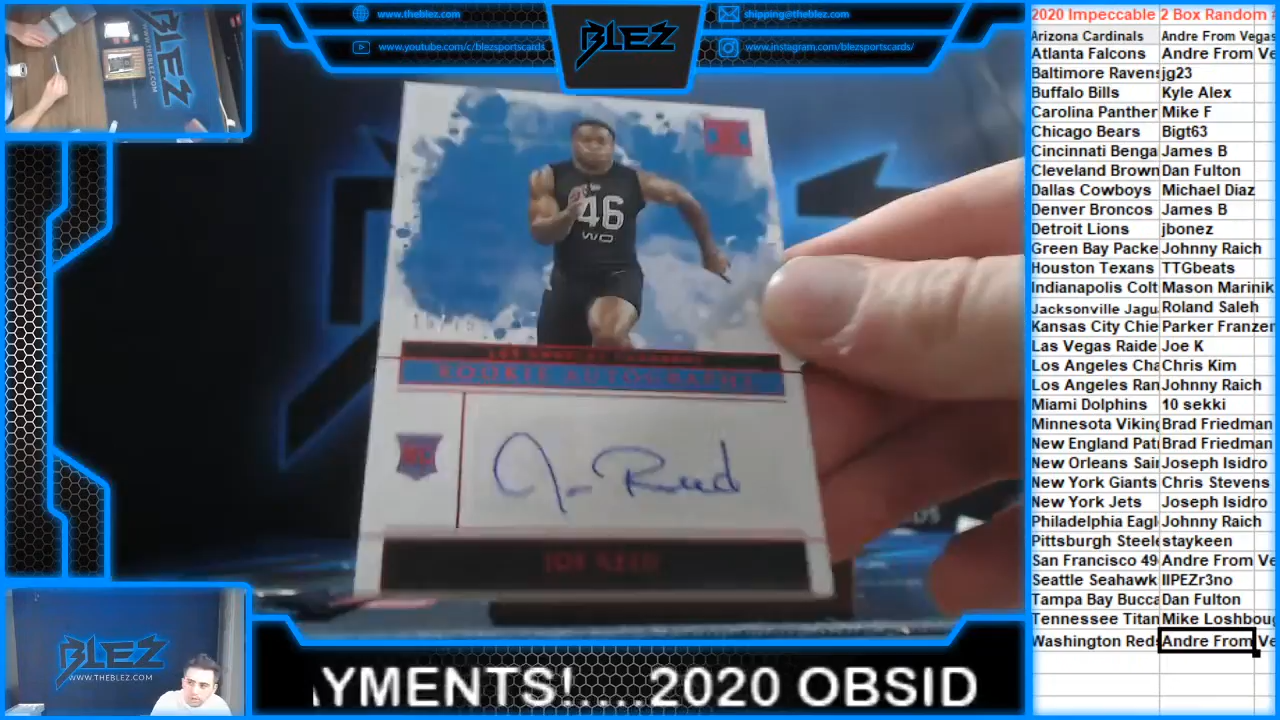 www.theblez.com
shipping@theblez.com
www.youtube.com/c/blezsportscards
BLEZ
www.instagram.com/blezsportscards/
46
WO
ROOKIE AUTOGRAPHS
RC
Joe Reed
JOE REED
BLEZ
WWW.THEBLEZ.COM
AYMENTS!....2020 OBSID
2020 Impeccable 2 Box Random
Arizona Cardinals Andre From Vegas
Atlanta Falcons Andre From Ve
Baltimore Ravens jg23
Buffalo Bills Kyle Alex
Carolina Panther Mike F
Chicago Bears Bigt63
Cincinnati Benga James B
Cleveland Brown Dan Fulton
Dallas Cowboys Michael Diaz
Denver Broncos James B
Detroit Lions jbonez
Green Bay Packe Johnny Raich
Houston Texans TTGbeats
Indianapolis Colt Mason Marinik
Jacksonville Jagu Roland Saleh
Kansas City Chie Parker Franzen
Las Vegas Raide Joe K
Los Angeles Cha Chris Kim
Los Angeles Ran Johnny Raich
Miami Dolphins 10 sekki
Minnesota Viking Brad Friedman
New England Pat Brad Friedman
New Orleans Sai Joseph Isidro
New York Giants Chris Stevens
New York Jets Joseph Isidro
Philadelphia Eagl Johnny Raich
Pittsburgh Steele staykeen
San Francisco 49 Andre From Ve
Seattle Seahawk IIPEZr3no
Tampa Bay Bucca Dan Fulton
Tennessee Titan Mike Loshboug
Washington Reds Andre From Ve